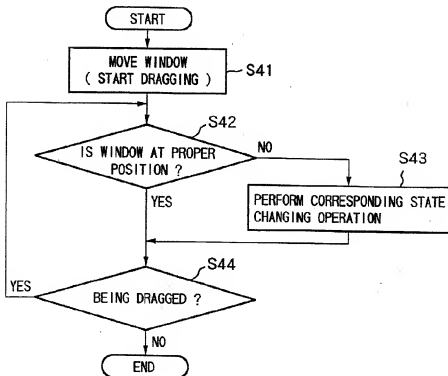 START
MOVE WINDOW
( START DRAGGING )
S41
S42
IS WINDOW AT PROPER
POSITION ?
NO
S43
YES
PERFORM CORRESPONDING STATE
CHANGING OPERATION
S44
YES
BEING DRAGGED ?
NO
END